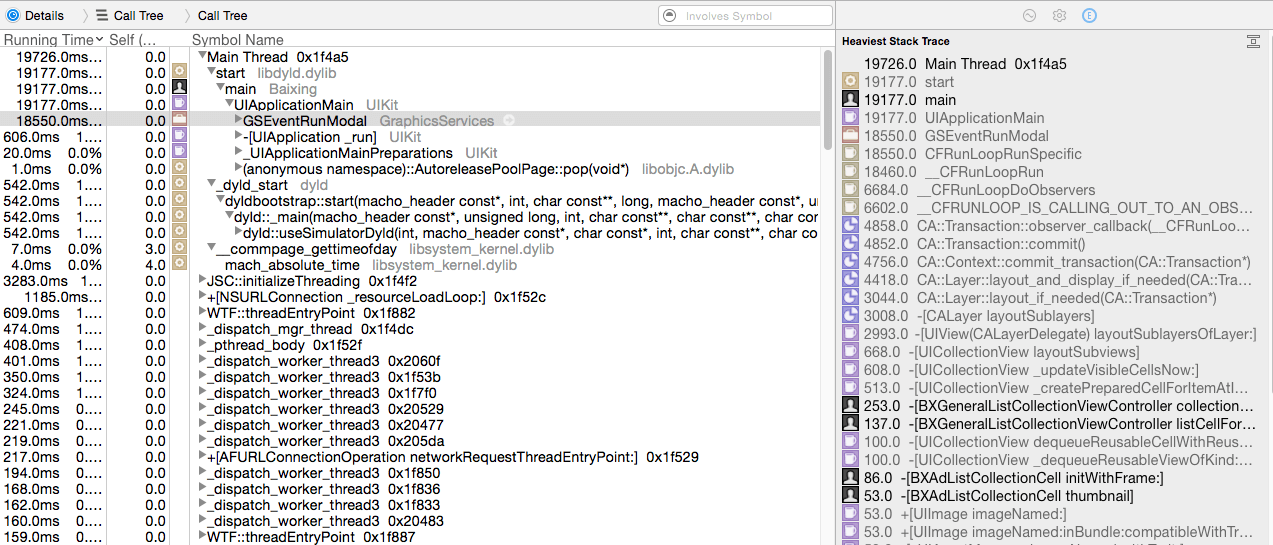 Details Call Tree Call Tree Involves Symbol
Running Time Self (... Symbol Name
19726.0ms... 0.0 Main Thread 0x1f4a5
19177.0ms... 0.0 start libdyld.dylib
19177.0ms... 0.0 main Baixing
19177.0ms... 0.0 UIApplicationMain UIKit
18550.0ms... 0.0 GSEventRunModal GraphicsServices
606.0ms 1.... 0.0 -[UIApplication _run] UIKit
20.0ms 0.0% 0.0 _UIApplicationMainPreparations UIKit
1.0ms 0.0% 0.0 (anonymous namespace)::AutoreleasePoolPage::pop(void*) libobjc.A.dylib
542.0ms 1.... 0.0 _dyld_start dyld
542.0ms 1.... 0.0 dyldbootstrap::start(macho_header const*, int, char const**, long, macho_header const*, un
542.0ms 1.... 0.0 dyld::_main(macho_header const*, unsigned long, int, char const**, char const**, char cons
542.0ms 1.... 0.0 dyld::useSimulatorDyld(int, macho_header const*, char const*, int, char const**, char co
7.0ms 0.0% 3.0 __commpage_gettimeofday libsystem_kernel.dylib
4.0ms 0.0% 4.0 mach_absolute_time libsystem_kernel.dylib
3283.0ms 1... 0.0 JSC::initializeThreading 0x1f4f2
1185.0ms... 0.0 +[NSURLConnection _resourceLoadLoop:] 0x1f52c
609.0ms 1.... 0.0 WTF::threadEntryPoint 0x1f882
474.0ms 1.... 0.0 _dispatch_mgr_thread 0x1f4dc
408.0ms 1.... 0.0 _pthread_body 0x1f52f
401.0ms 1.... 0.0 _dispatch_worker_thread3 0x2060f
350.0ms 1.... 0.0 _dispatch_worker_thread3 0x1f53b
324.0ms 1.... 0.0 _dispatch_worker_thread3 0x1f7f0
245.0ms 0.... 0.0 _dispatch_worker_thread3 0x20529
221.0ms 0.... 0.0 _dispatch_worker_thread3 0x20477
219.0ms 0.... 0.0 _dispatch_worker_thread3 0x205da
217.0ms 0.... 0.0 +[AFURLConnectionOperation networkRequestThreadEntryPoint:] 0x1f529
194.0ms 0.... 0.0 _dispatch_worker_thread3 0x1f850
168.0ms 0.... 0.0 _dispatch_worker_thread3 0x1f836
162.0ms 0.... 0.0 _dispatch_worker_thread3 0x1f833
160.0ms 0.... 0.0 _dispatch_worker_thread3 0x20483
159.0ms 0.... 0.0 WTF::threadEntryPoint 0x1f887
E
Heaviest Stack Trace
19726.0 Main Thread 0x1f4a5
19177.0 start
19177.0 main
19177.0 UIApplicationMain
18550.0 GSEventRunModal
18550.0 CFRunLoopRunSpecific
18460.0 __CFRunLoopRun
6684.0 __CFRunLoopDoObservers
6602.0 __CFRUNLOOP_IS_CALLING_OUT_TO_AN_OBS...
4858.0 CA::Transaction::observer_callback(__CFRunLoo...
4852.0 CA::Transaction::commit()
4756.0 CA::Context::commit_transaction(CA::Transaction*)
4418.0 CA::Layer::layout_and_display_if_needed(CA::Tra...
3044.0 CA::Layer::layout_if_needed(CA::Transaction*)
3008.0 -[CALayer layoutSublayers]
2993.0 -[UIView(CALayerDelegate) layoutSublayersOfLayer:]
668.0 -[UICollectionView layoutSubviews]
608.0 -[UICollectionView _updateVisibleCellsNow:]
513.0 -[UICollectionView _createPreparedCellForItemAtI...
253.0 -[BXGeneralListCollectionViewController collection...
137.0 -[BXGeneralListCollectionViewController listCellFor...
100.0 -[UICollectionView dequeueReusableCellWithReus...
100.0 -[UICollectionView _dequeueReusableViewOfKind:...
86.0 -[BXAdListCollectionCell initWithFrame:]
53.0 -[BXAdListCollectionCell thumbnail]
53.0 +[UIImage imageNamed:]
53.0 +[UIImage imageNamed:inBundle:compatibleWithTr...